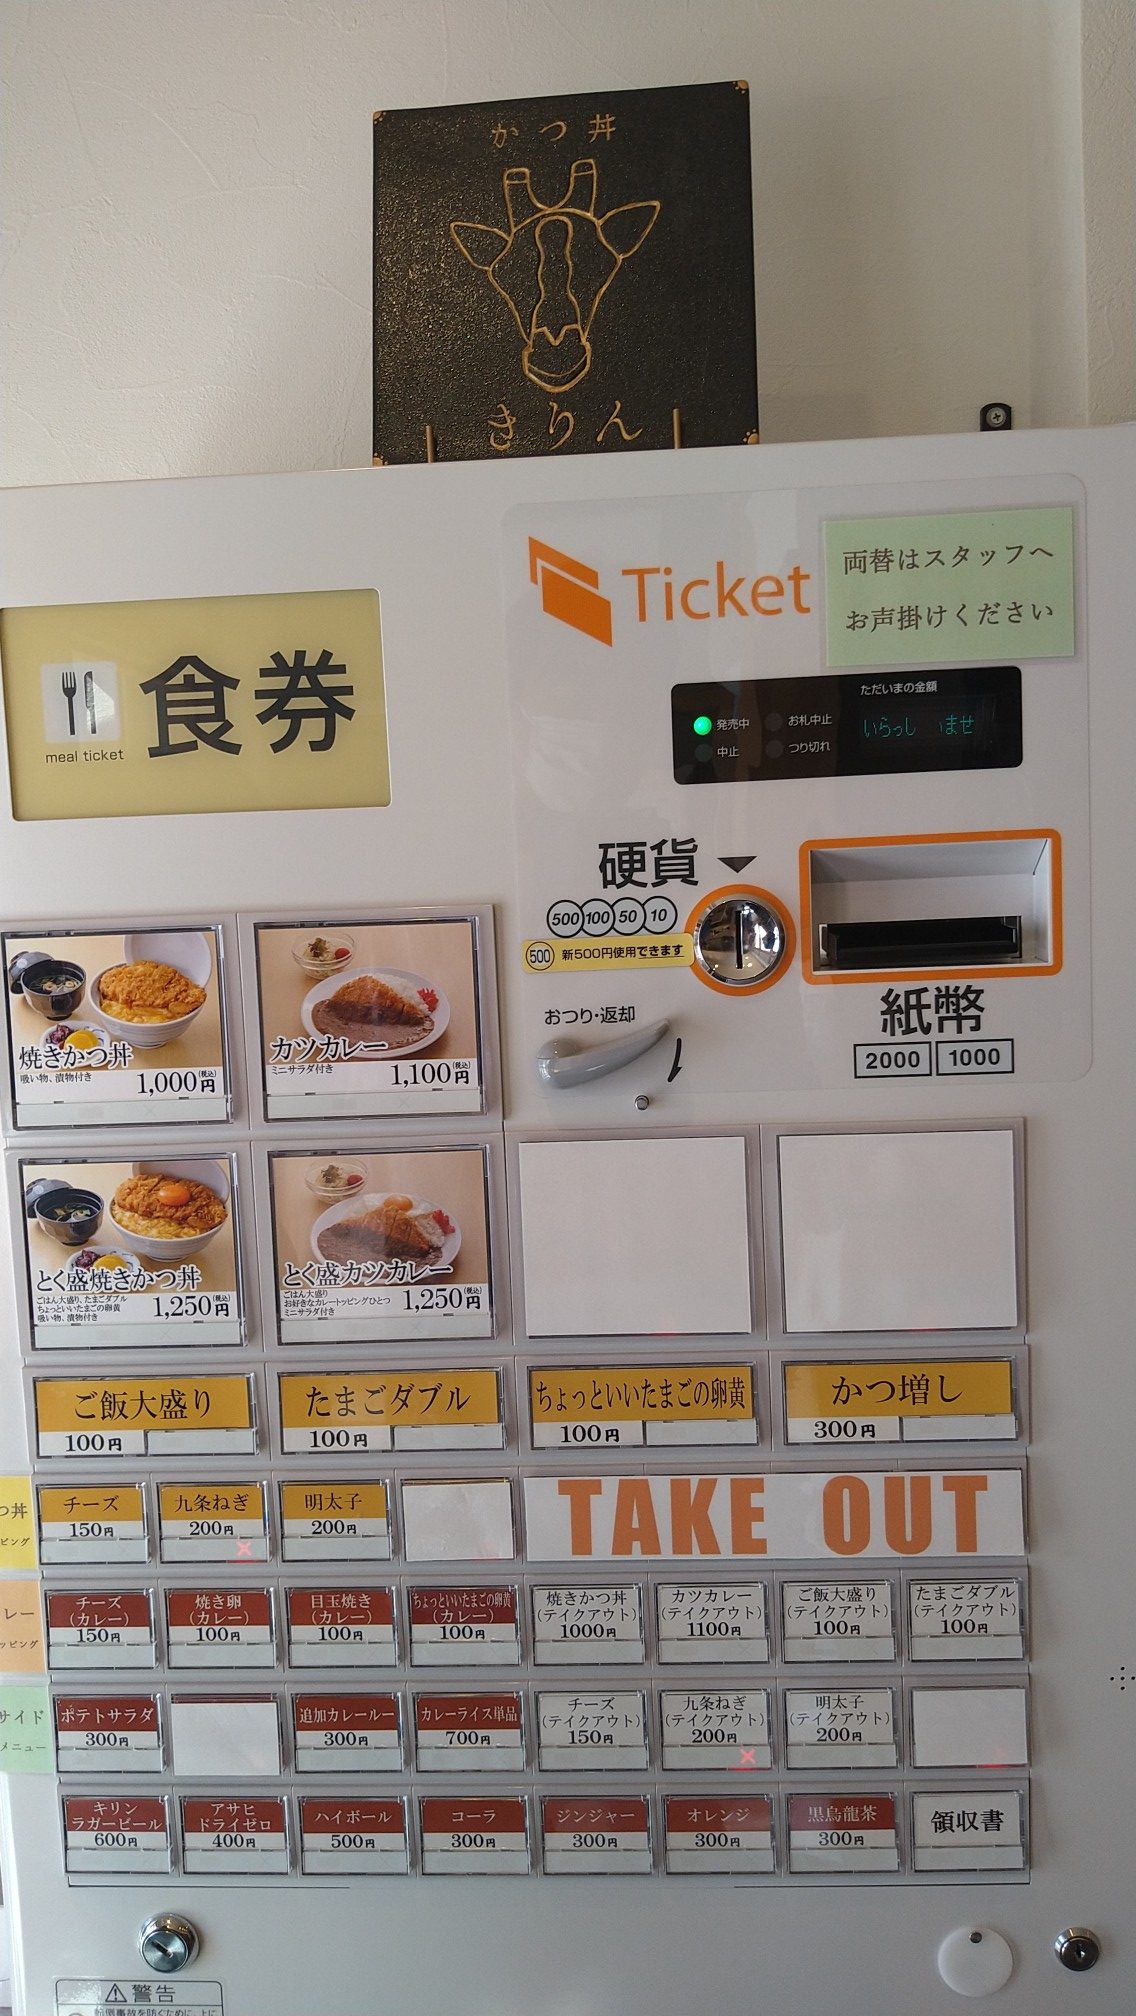 かつ丼
きりん
Ticket
両替はスタッフへ
お声掛けください
食券
meal ticket
ただいまの金額
発売中
お札中止
中止
つり切れ
硬貨
500 100 50 10
500 新500円使用できます
おつり・返却
紙幣
2000 1000
焼きかつ丼
吸い物、漬物付き
1,000円(税込)
カツカレー
ミニサラダ付き
1,100円(税込)
とく盛焼きかつ丼
ごはん大盛り、たまごダブル
ちょっといいたまごの卵黄
吸い物、漬物付き
1,250円(税込)
とく盛カツカレー
ごはん大盛り
お好きなカレートッピングひとつ
ミニサラダ付き
1,250円(税込)
ご飯大盛り
100円
たまごダブル
100円
ちょっといいたまごの卵黄
100円
かつ増し
300円
つ丼
ピング
チーズ
150円
九条ねぎ
200円
明太子
200円
TAKE OUT
レー
ッピング
チーズ
(カレー)
150円
焼き卵
(カレー)
100円
目玉焼き
(カレー)
100円
ちょっといいたまごの卵黄
(カレー)
100円
焼きかつ丼
(テイクアウト)
1000円
カツカレー
(テイクアウト)
1100円
ご飯大盛り
(テイクアウト)
100円
たまごダブル
(テイクアウト)
100円
サイド
メニュー
ポテトサラダ
300円
追加カレールー
300円
カレーライス単品
700円
チーズ
(テイクアウト)
150円
九条ねぎ
(テイクアウト)
200円
明太子
(テイクアウト)
200円
キリン
ラガービール
600円
アサヒ
ドライゼロ
400円
ハイボール
500円
コーラ
300円
ジンジャー
300円
オレンジ
300円
黒烏龍茶
300円
領収書
警告